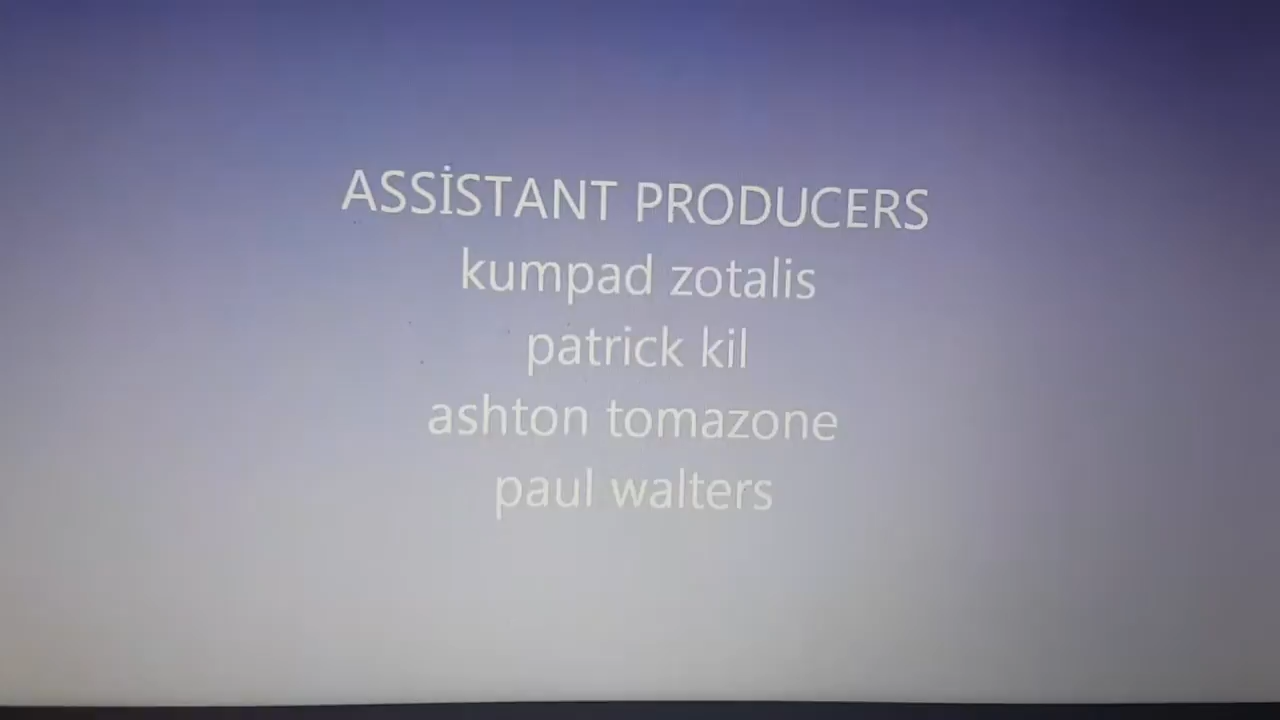 ASSİSTANT PRODUCERS
kumpad zotalis
patrick kil
ashton tomazone
paul walters